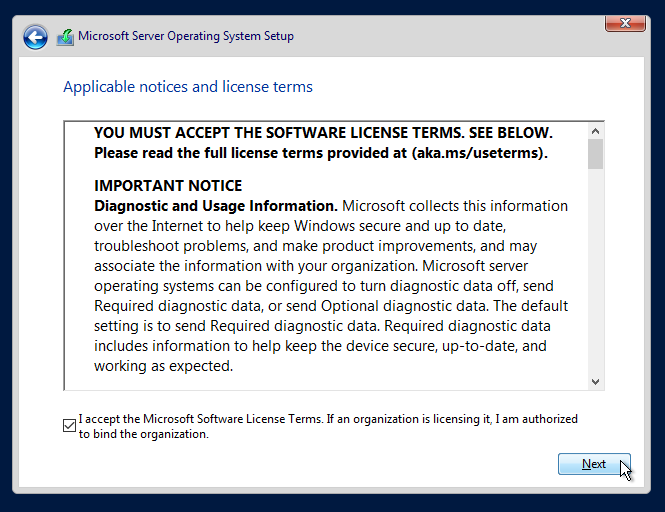 Microsoft Server Operating System Setup
Applicable notices and license terms
YOU MUST ACCEPT THE SOFTWARE LICENSE TERMS. SEE BELOW.
Please read the full license terms provided at (aka.ms/useterms).
IMPORTANT NOTICE
Diagnostic and Usage Information. Microsoft collects this information
over the Internet to help keep Windows secure and up to date,
troubleshoot problems, and make product improvements, and may
associate the information with your organization. Microsoft server
operating systems can be configured to turn diagnostic data off, send
Required diagnostic data, or send Optional diagnostic data. The default
setting is to send Required diagnostic data. Required diagnostic data
includes information to help keep the device secure, up-to-date, and
working as expected.
I accept the Microsoft Software License Terms. If an organization is licensing it, I am authorized
to bind the organization.
Next